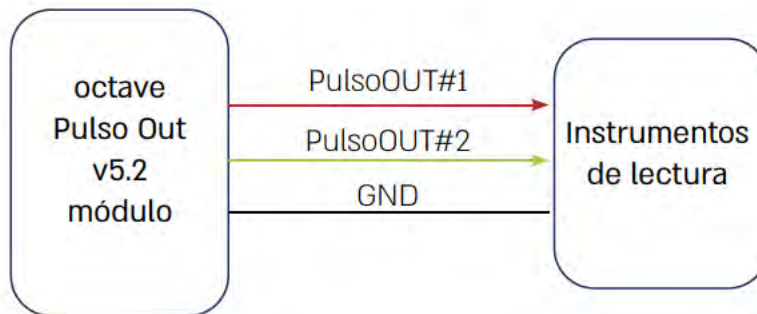 octave
Pulso Out
v5.2
módulo
PulsoOUT#1
PulsoOUT#2
GND
Instrumentos
de lectura